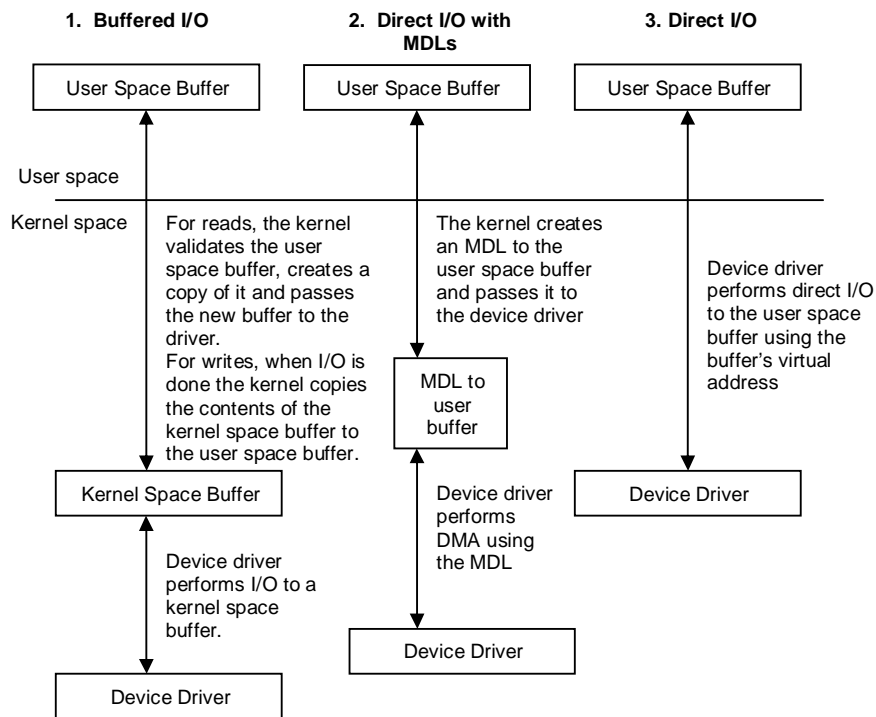 1. Buffered I/O
2. Direct I/O with
MDLs
3. Direct I/O
User Space Buffer
User Space Buffer
User Space Buffer
User space
Kernel space
For reads, the kernel
validates the user
space buffer, creates a
copy of it and passes
the new buffer to the
driver.
For writes, when I/O is
done the kernel copies
the contents of the
kernel space buffer to
the user space buffer.
The kernel creates
an MDL to the
user space buffer
and passes it to
the device driver
Device driver
performs direct I/O
to the user space
buffer using the
buffer's virtual
address
MDL to
user
buffer
Kernel Space Buffer
Device driver
performs
DMA using
the MDL
Device Driver
Device driver
performs I/O to a
kernel space
buffer.
Device Driver
Device Driver